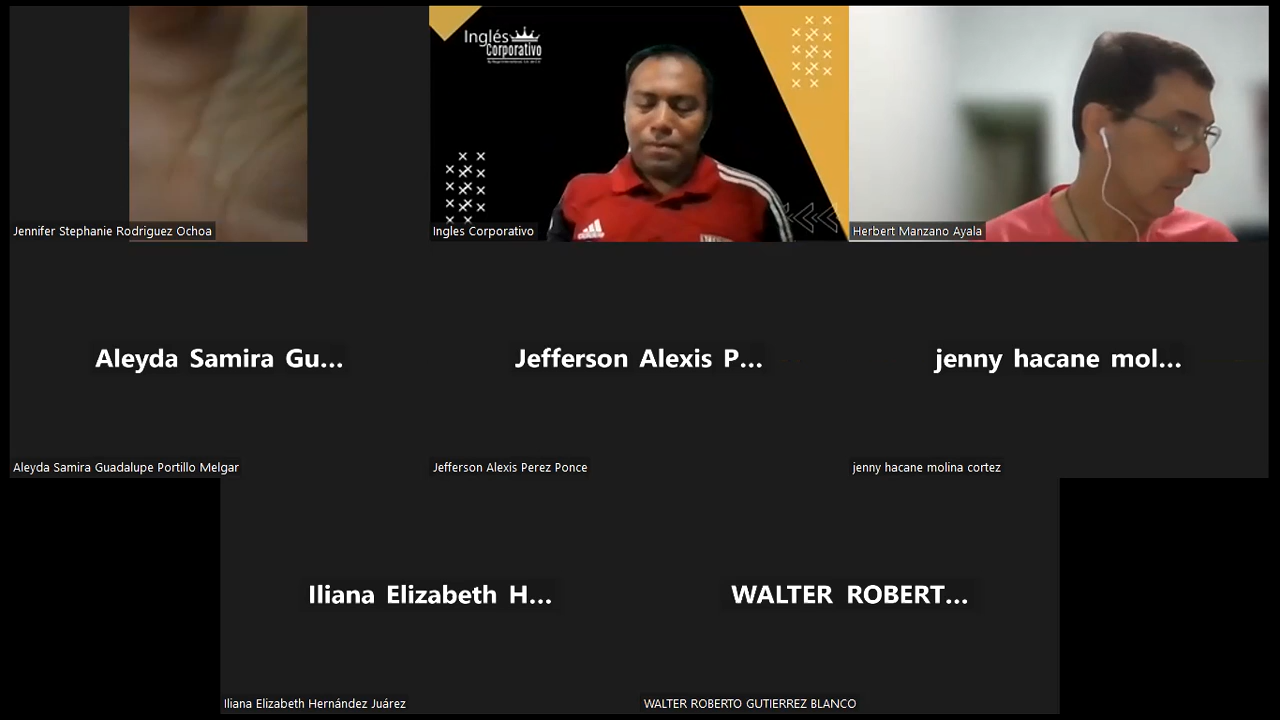 Inglés
Corporativo
Jennifer Stephanie Rodriguez Ochoa
Ingles Corporativo
Herbert Manzano Ayala
Aleyda Samira Gu...
Jefferson Alexis P...
jenny hacane mol...
Aleyda Samira Guadalupe Portillo Melgar
Jefferson Alexis Perez Ponce
jenny hacane molina cortez
Iliana Elizabeth H...
WALTER ROBERT...
Iliana Elizabeth Hernández Juárez
WALTER ROBERTO GUTIERREZ BLANCO